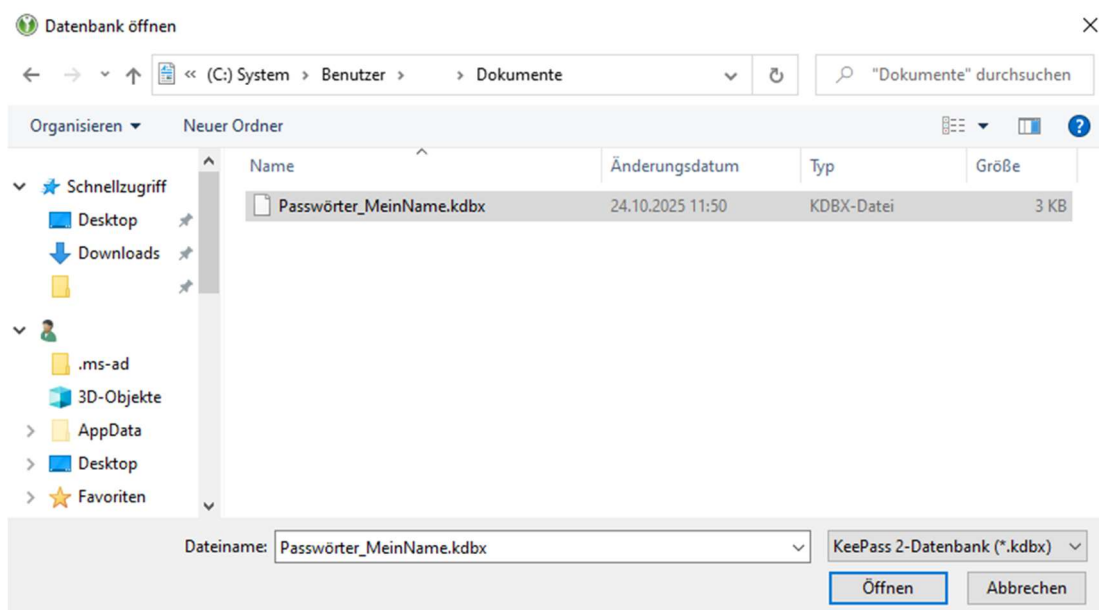 Datenbank öffnen
« (C:) System › Benutzer › › Dokumente
"Dokumente" durchsuchen
Organisieren
Neuer Ordner
Name
Änderungsdatum
Typ
Größe
Passwörter_MeinName.kdbx
24.10.2025 11:50
KDBX-Datei
3 KB
Schnellzugriff
Desktop
Downloads
.ms-ad
3D-Objekte
AppData
Desktop
Favoriten
Dateiname: Passwörter_MeinName.kdbx
KeePass 2-Datenbank (*.kdbx)
Öffnen
Abbrechen